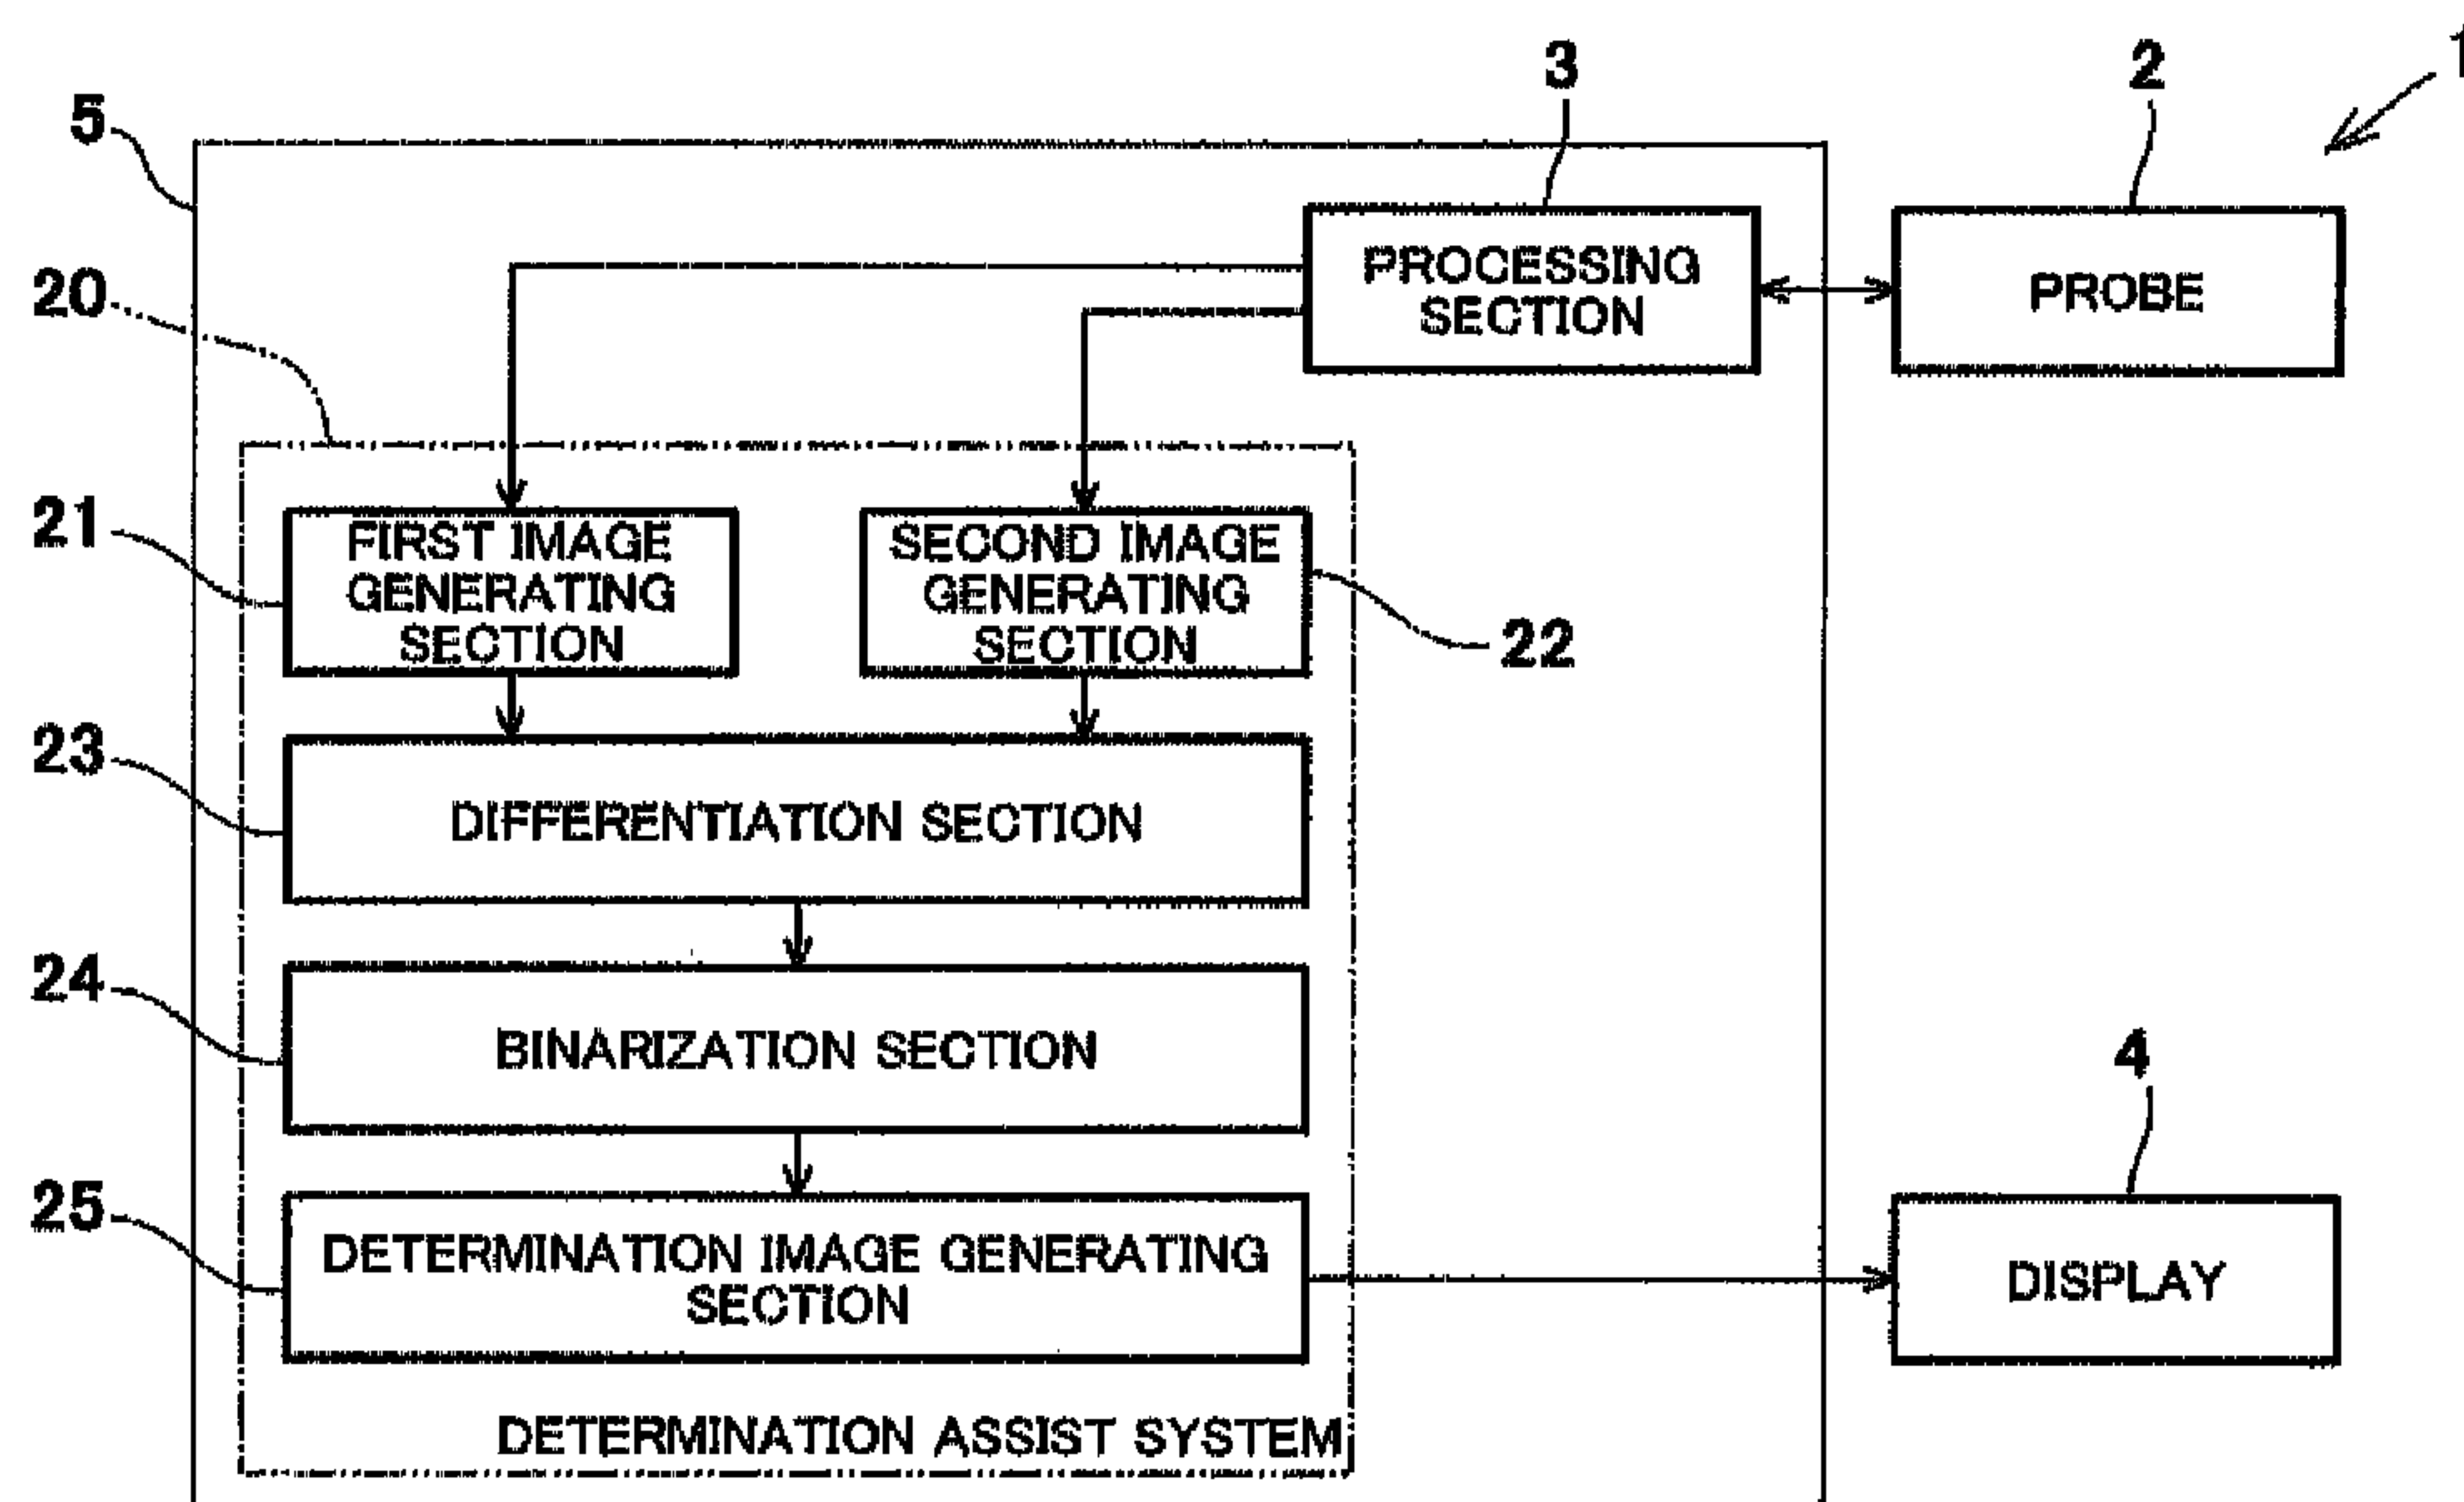 1
3
2
5
PROCESSING
SECTION
PROBE
20
21
FIRST IMAGE
GENERATING
SECTION
SECOND IMAGE
GENERATING
SECTION
22
23
DIFFERENTIATION SECTION
24
BINARIZATION SECTION
4
25
DETERMINATION IMAGE GENERATING
SECTION
DISPLAY
DETERMINATION ASSIST SYSTEM